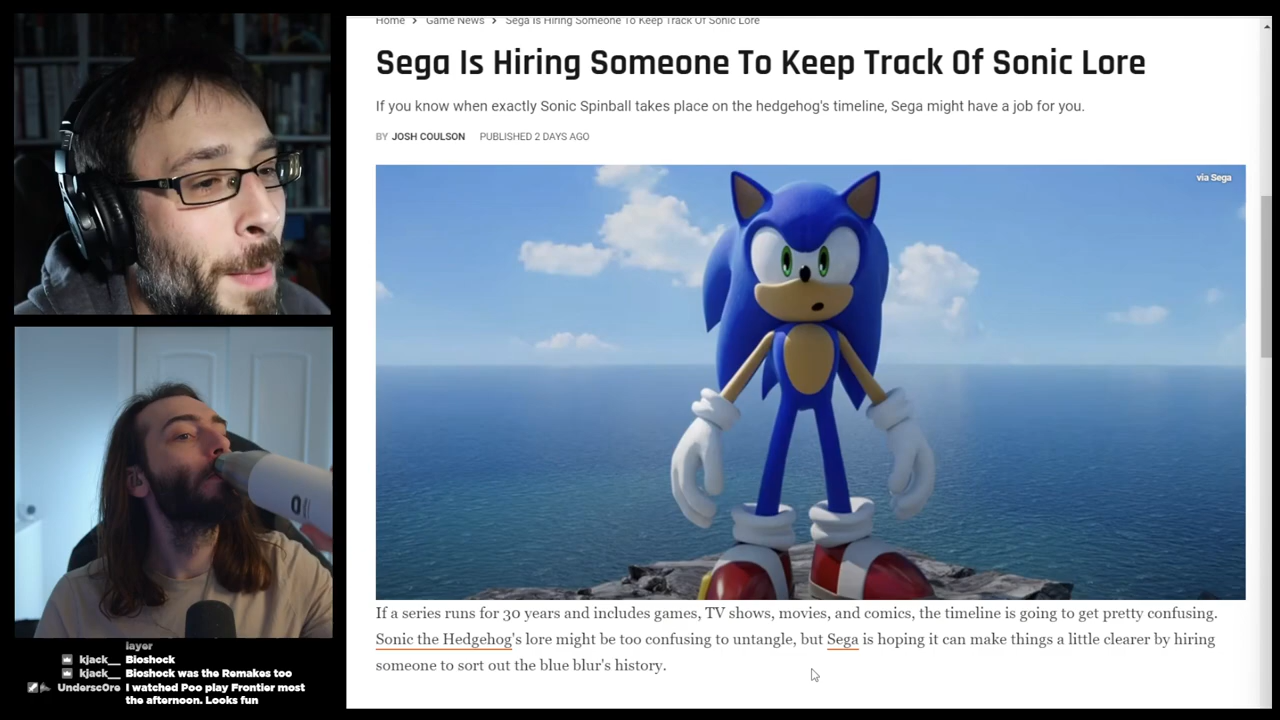 Home > Game News > Sega Is Hiring Someone To Keep Track Of Sonic Lore
Sega Is Hiring Someone To Keep Track Of Sonic Lore
If you know when exactly Sonic Spinball takes place on the hedgehog's timeline, Sega might have a job for you.
BY JOSH COULSON PUBLISHED 2 DAYS AGO
via Sega
If a series runs for 30 years and includes games, TV shows, movies, and comics, the timeline is going to get pretty confusing.
Sonic the Hedgehog's lore might be too confusing to untangle, but Sega is hoping it can make things a little clearer by hiring
someone to sort out the blue blur's history.
layer
kjack__ Bioshock
kjack__ Bioshock was the Remakes too
Undersc0re I watched Poo play Frontier most
the afternoon. Looks fun